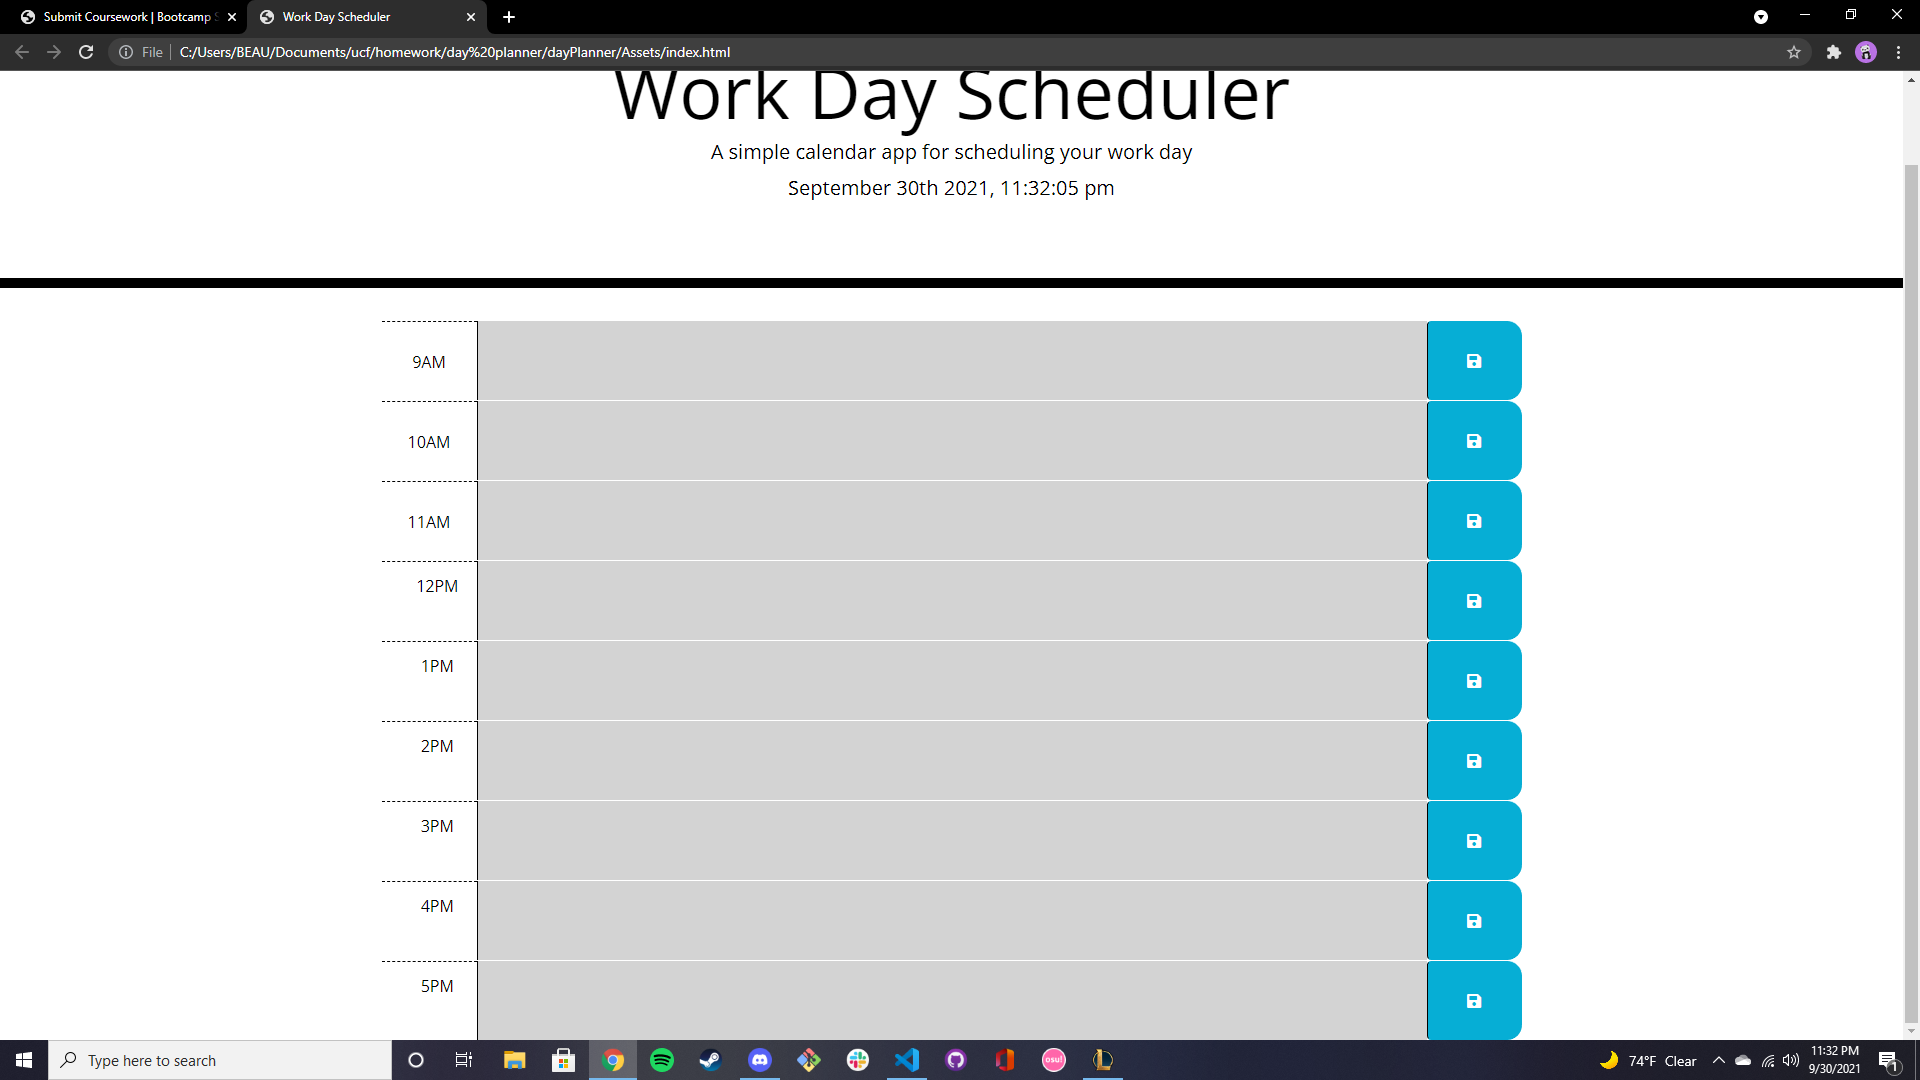 Submit Coursework | Bootcamp S
Work Day Scheduler
File
C:/Users/BEAU/Documents/ucf/homework/day%20planner/dayPlanner/Assets/index.html
Work Day Scheduler
A simple calendar app for scheduling your work day
September 30th 2021, 11:32:05 pm
9AM
10AM
11AM
12PM
1PM
2PM
3PM
4PM
5PM
Type here to search
osu!
74°F Clear
11:32 PM
9/30/2021
1